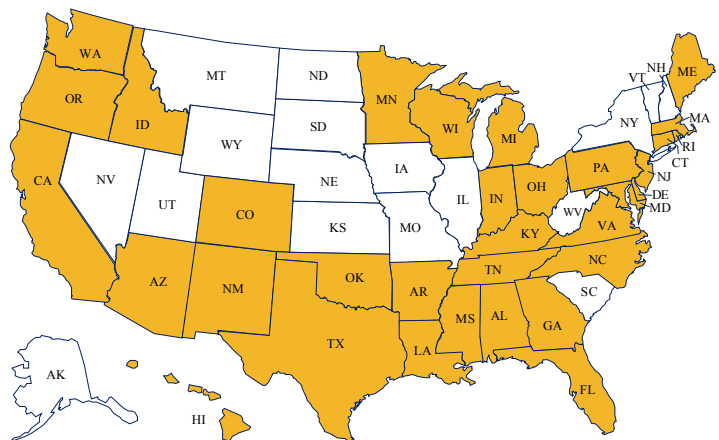 WA
MT
ND
MN
VT
NH
ME
OR
ID
WY
SD
WI
MI
NY
MA
RI
CT
NV
UT
CO
NE
IA
IL
IN
OH
PA
NJ
DE
MD
CA
KS
MO
KY
WV
VA
AZ
NM
OK
AR
TN
NC
SC
TX
LA
MS
AL
GA
FL
AK
HI